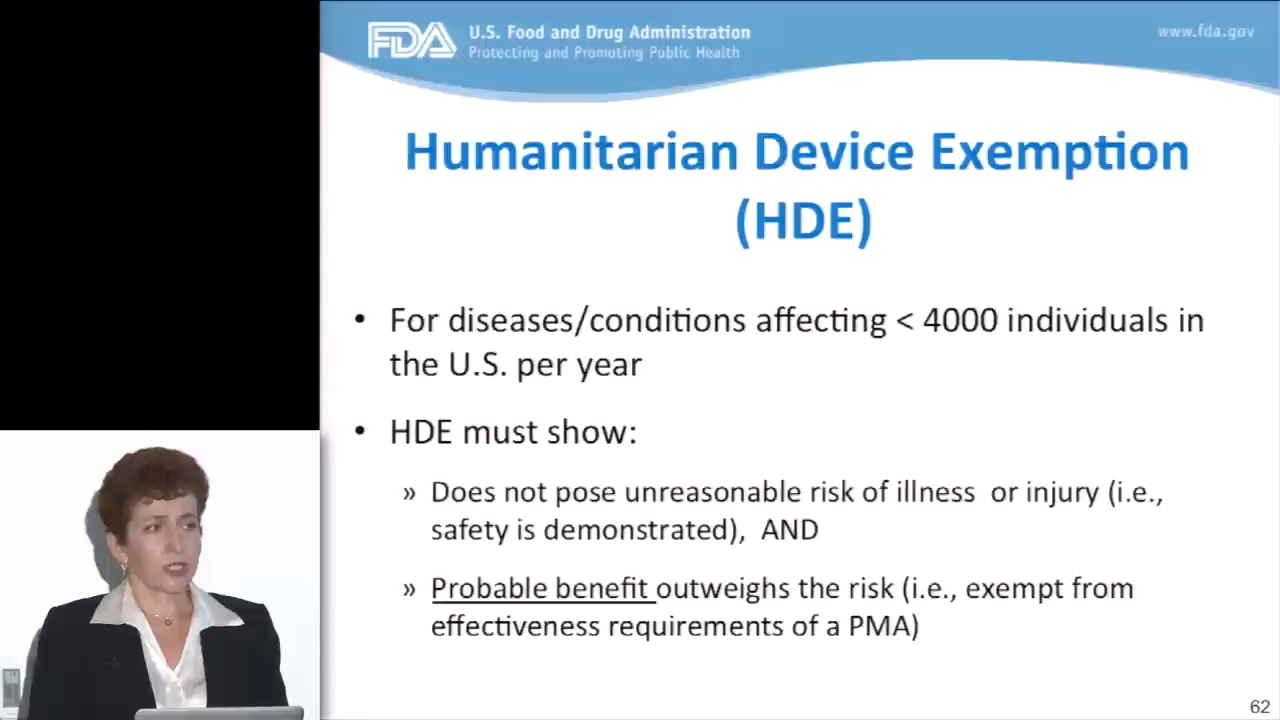 FDA
U.S. Food and Drug Administration
Protecting and Promoting Public Health
www.fda.gov
Humanitarian Device Exemption
(HDE)
• For diseases/conditions affecting < 4000 individuals in
the U.S. per year
• HDE must show:
» Does not pose unreasonable risk of illness or injury (i.e.,
safety is demonstrated), AND
» Probable benefit outweighs the risk (i.e., exempt from
effectiveness requirements of a PMA)
62